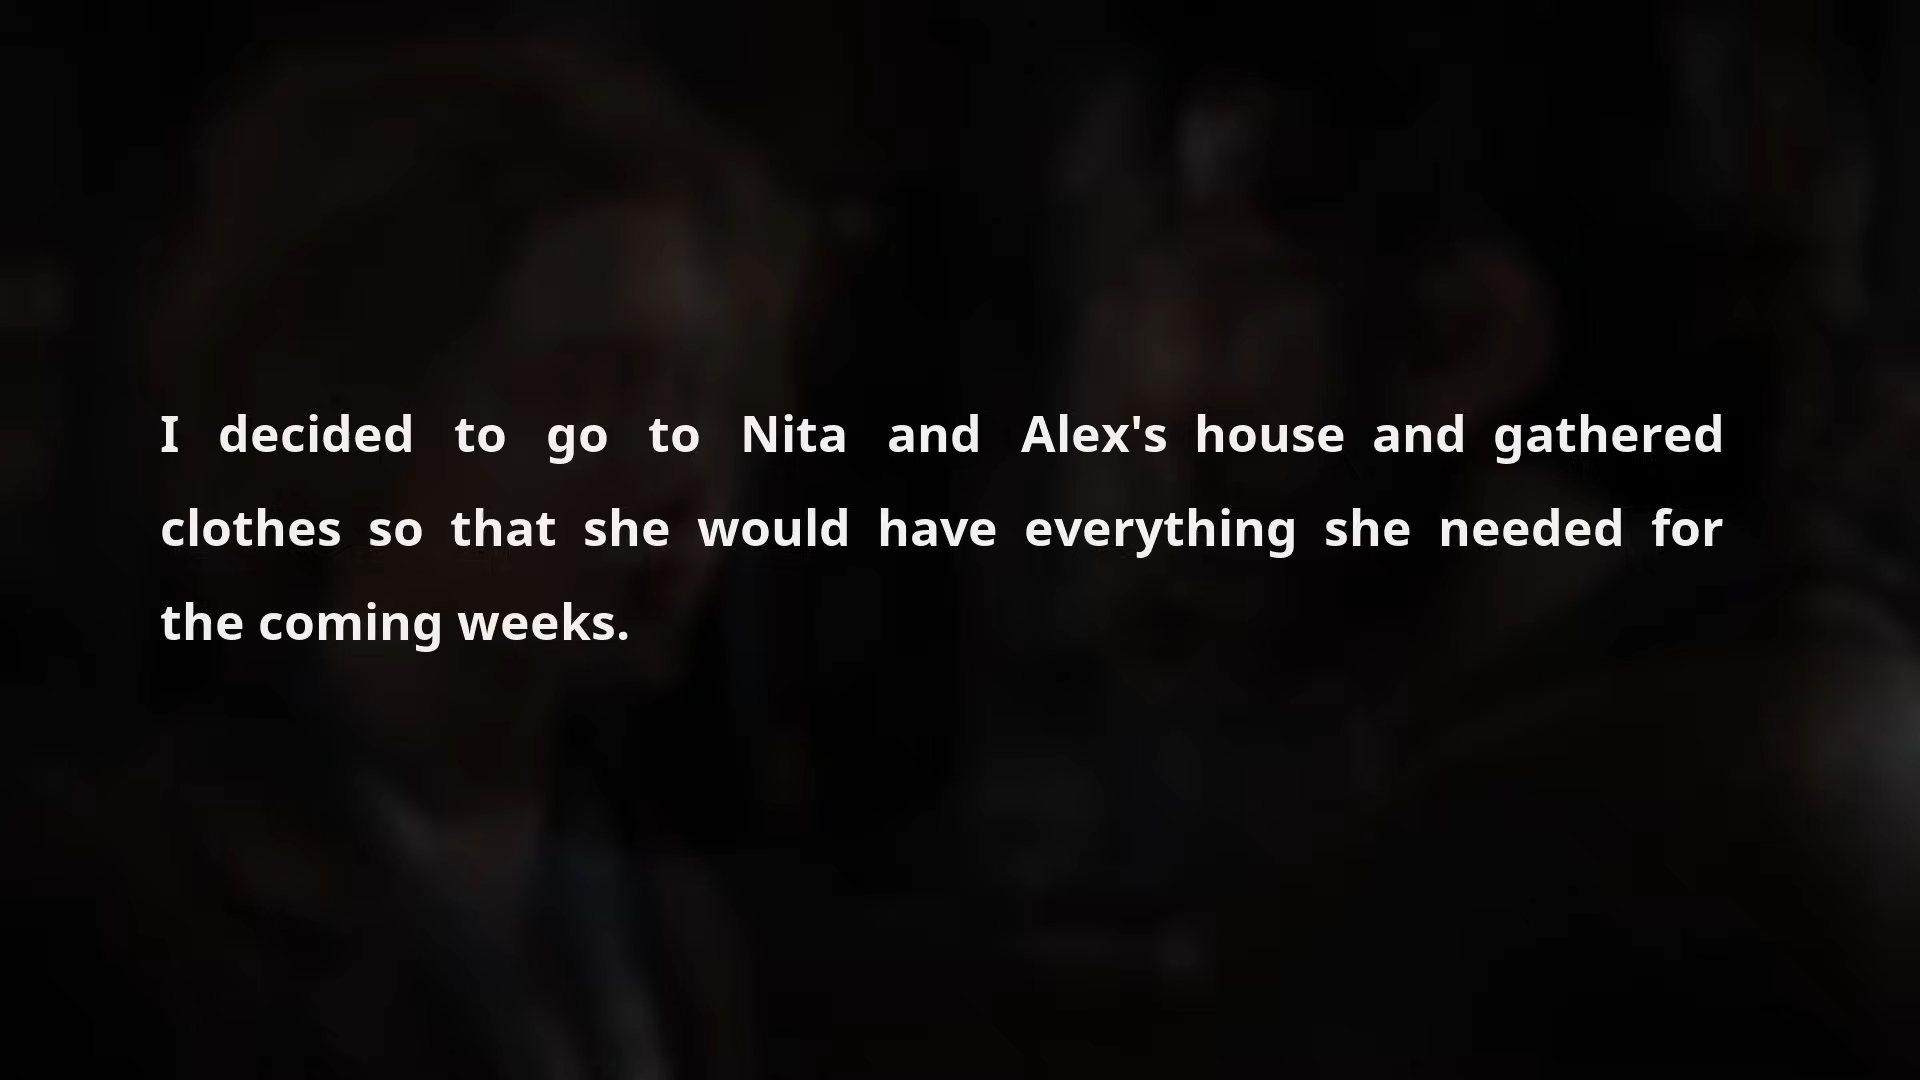 I decided to go to Nita and Alex's house and gathered
clothes so that she would have everything she needed for
the coming weeks.